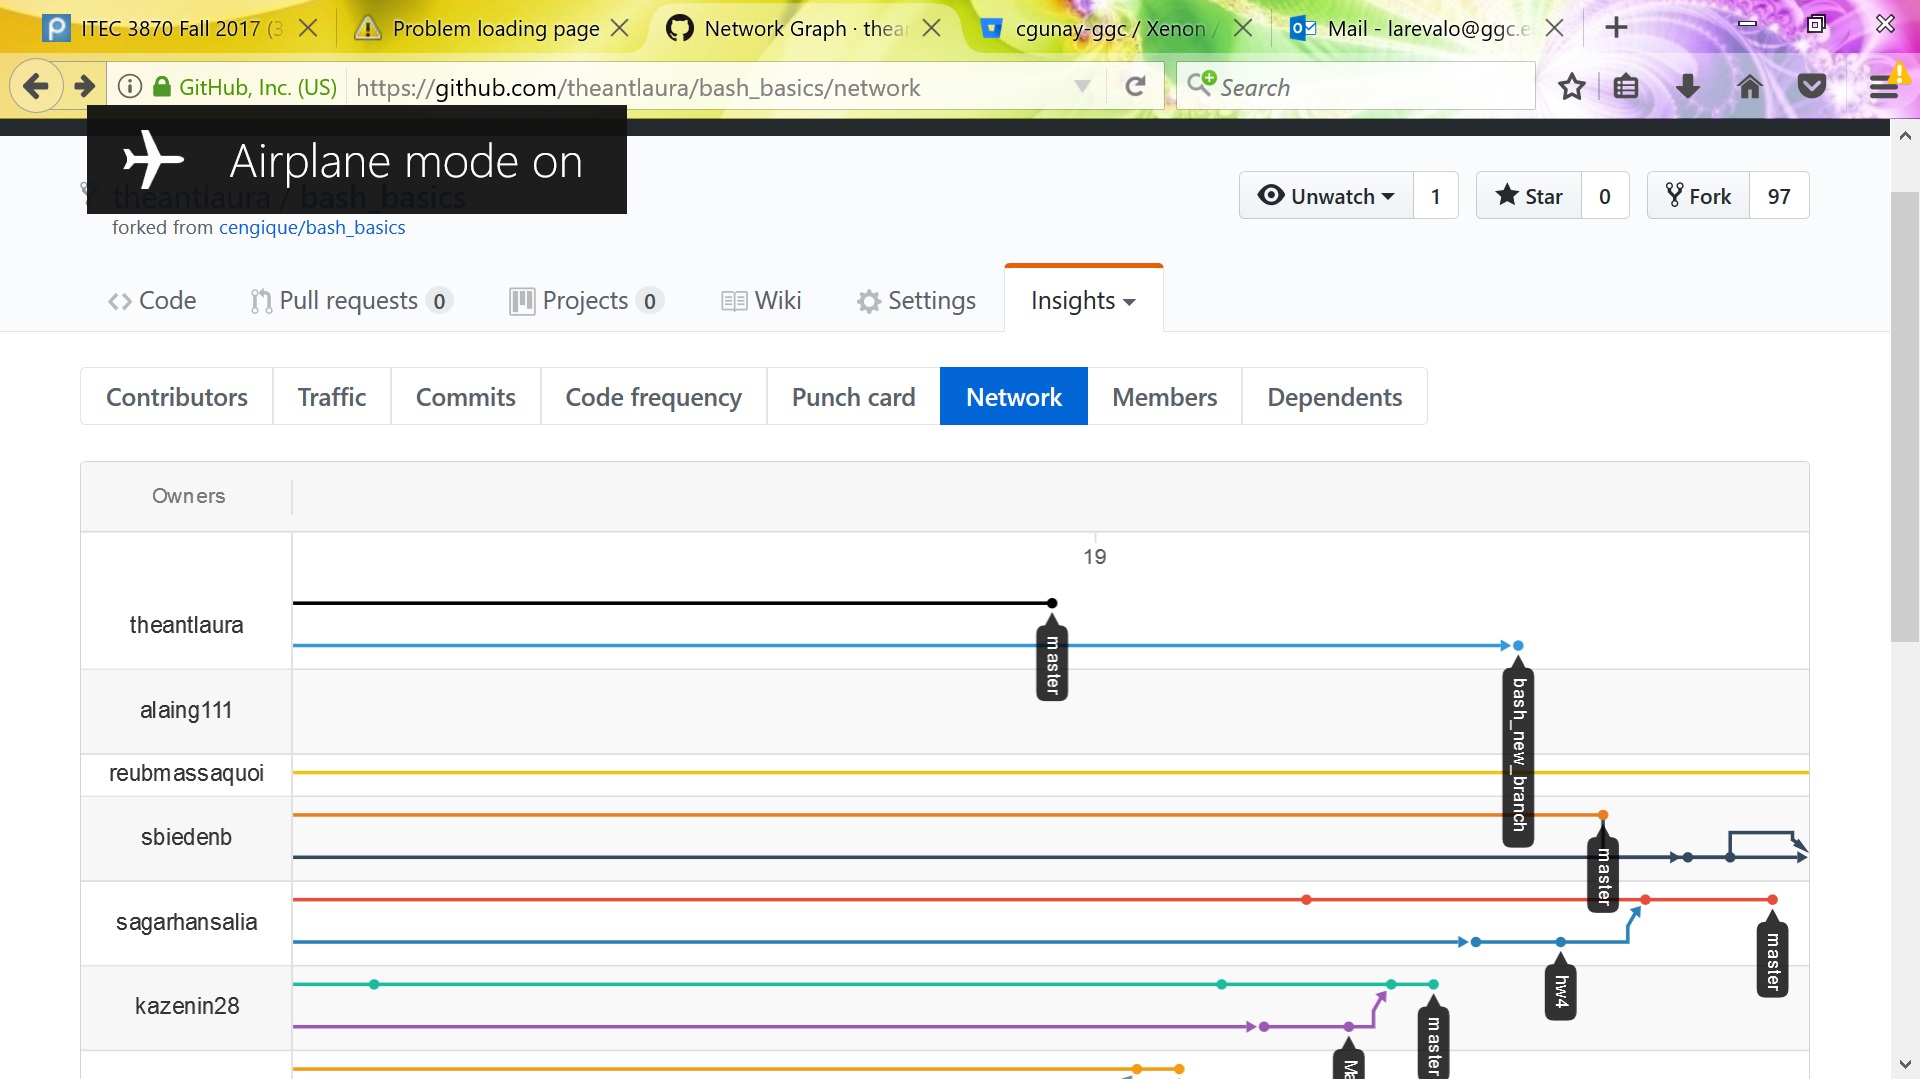 ITEC 3870 Fall 2017 (3
Problem loading page
Network Graph · thean
cgunay-ggc / Xenon /
Mail - larevalo@ggc.e
GitHub, Inc. (US)
https://github.com/theantlaura/bash_basics/network
Search
Airplane mode on
theantlaura / bash_basics
forked from cengique/bash_basics
Unwatch 1
Star 0
Fork 97
Code
Pull requests 0
Projects 0
Wiki
Settings
Insights
Contributors
Traffic
Commits
Code frequency
Punch card
Network
Members
Dependents
Owners
19
theantlaura
master
bash_new_branch
alaing111
reubmassaquoi
sbiedenb
master
sagarhansalia
master
hw4
kazenin28
master